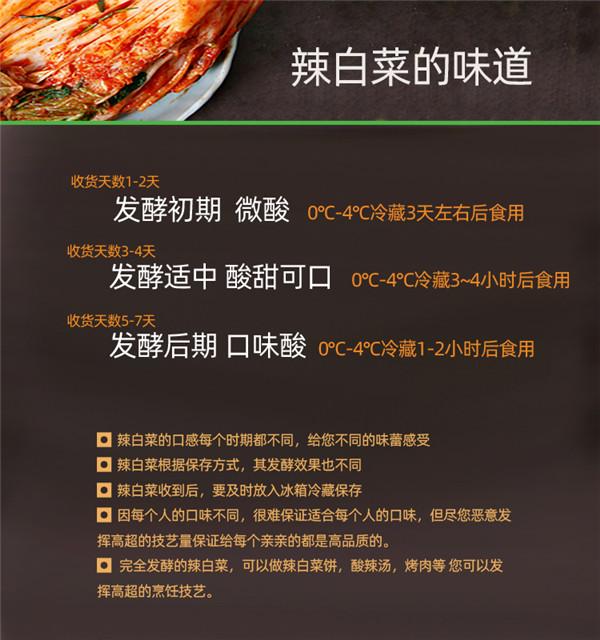 辣白菜的味道
收货天数1-2天
发酵初期 微酸 0℃-4℃冷藏3天左右后食用
收货天数3-4天
发酵适中 酸甜可口 0℃-4℃冷藏3~4小时后食用
收货天数5-7天
发酵后期 口味酸 0℃-4℃冷藏1-2小时后食用
辣白菜的口感每个时期都不同，给您不同的味蕾感受
辣白菜根据保存方式，其发酵效果也不同
辣白菜收到后，要及时放入冰箱冷藏保存
因每个人的口味不同，很难保证适合每个人的口味，但尽您恶意发
挥高超的技艺量保证给每个亲亲的都是高品质的。
完全发酵的辣白菜，可以做辣白菜饼，酸辣汤，烤肉等 您可以发
挥高超的烹饪技艺。